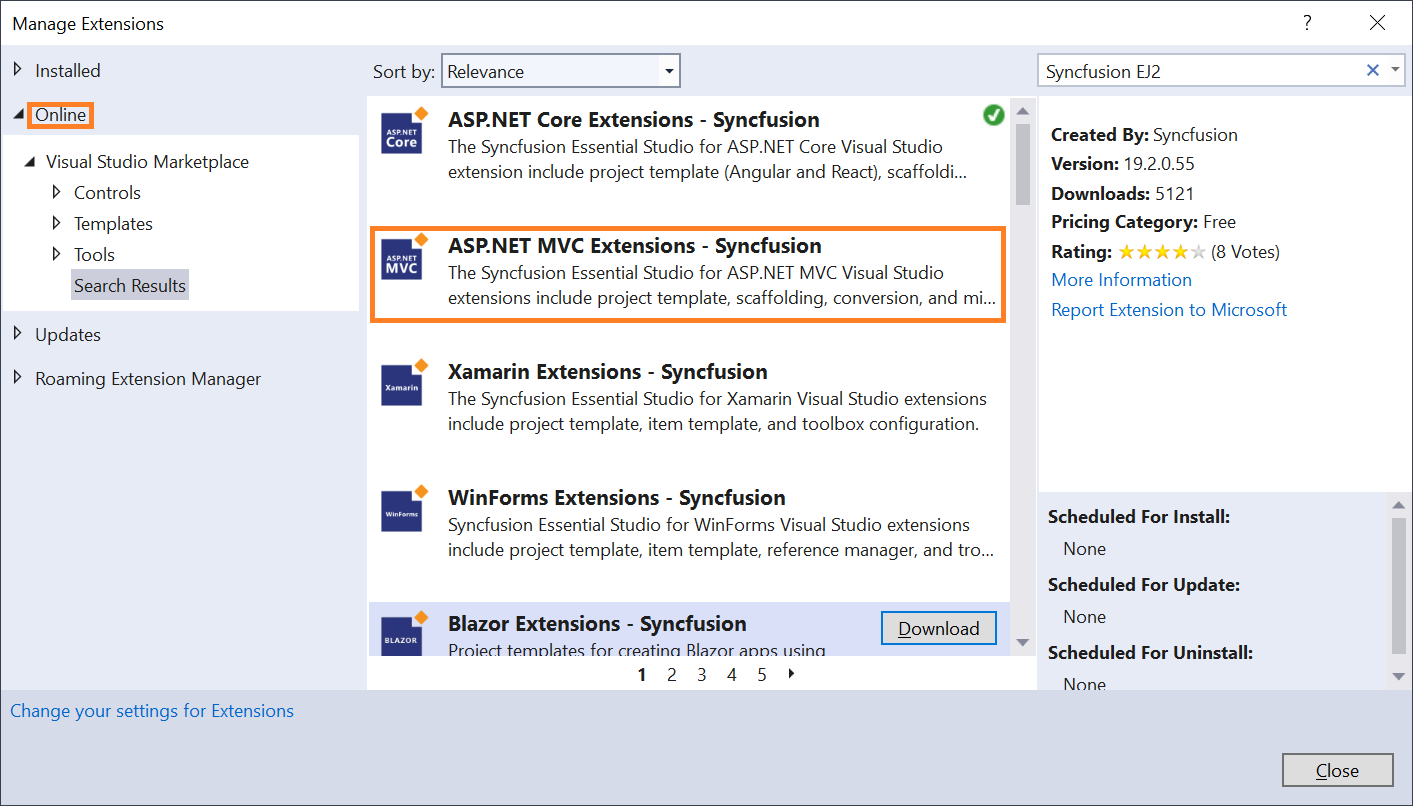 Manage Extensions
?
Installed
Online
Visual Studio Marketplace
Controls
Templates
Tools
Search Results
Updates
Roaming Extension Manager
Sort by: Relevance
ASP.NET Core
ASP.NET Core Extensions - Syncfusion
The Syncfusion Essential Studio for ASP.NET Core Visual Studio
extension include project template (Angular and React), scaffoldi...
ASP.NET MVC
ASP.NET MVC Extensions - Syncfusion
The Syncfusion Essential Studio for ASP.NET MVC Visual Studio
extensions include project template, scaffolding, conversion, and mi...
Xamarin
Xamarin Extensions - Syncfusion
The Syncfusion Essential Studio for Xamarin Visual Studio extensions
include project template, item template, and toolbox configuration.
WinForms
WinForms Extensions - Syncfusion
Syncfusion Essential Studio for WinForms Visual Studio extensions
include project template, item template, reference manager, and tro...
BLAZOR
Blazor Extensions - Syncfusion
Download
Project templates for creating Blazor apps using
1 2 3 4 5
Syncfusion EJ2
Created By: Syncfusion
Version: 19.2.0.55
Downloads: 5121
Pricing Category: Free
Rating: (8 Votes)
More Information
Report Extension to Microsoft
Scheduled For Install:
None
Scheduled For Update:
None
Scheduled For Uninstall:
None
Change your settings for Extensions
Close